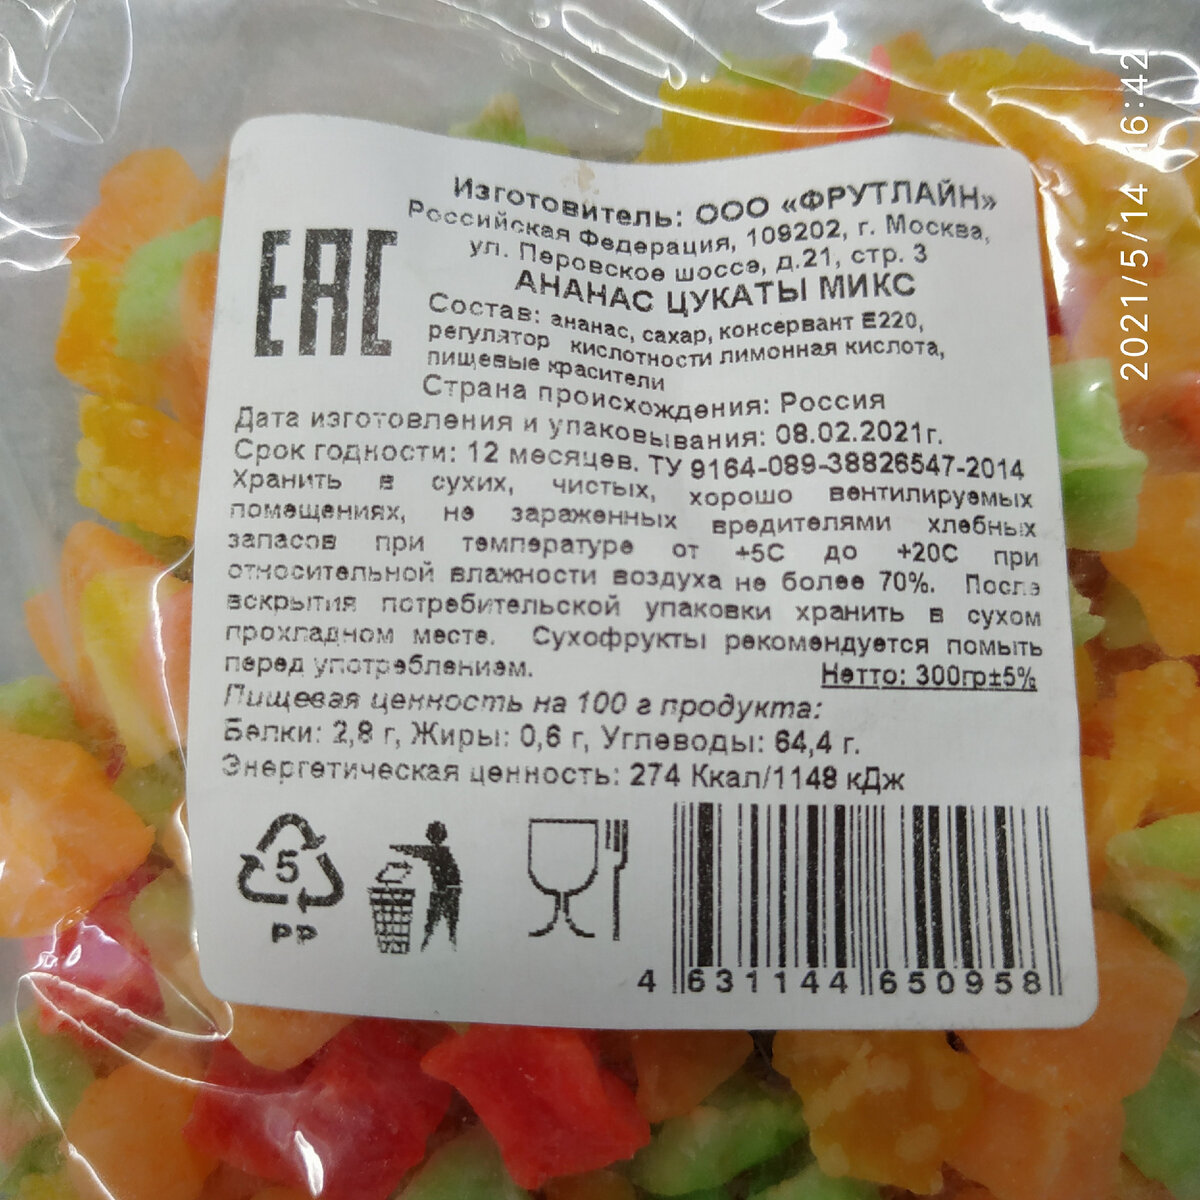 Изготовитель: ООО «ФРУТЛАЙН»
Российская Федерация, 109202, г. Москва,
ул. Перовское шоссе, д.21, стр. 3
АНАНАС ЦУКАТЫ МИКС
Состав: ананас, сахар, консервант Е220,
регулятор кислотности лимонная кислота,
пищевые красители
Страна происхождения: Россия
Дата изготовления и упаковывания: 08.02.2021г.
Срок годности: 12 месяцев. ТУ 9164-089-38826547-2014
Хранить в сухих, чистых, хорошо вентилируемых
помещениях, не зараженных вредителями хлебных
запасов при температуре от +5С до +20С при
относительной влажности воздуха не более 70%. После
вскрытия потребительской упаковки хранить в сухом
прохладном месте. Сухофрукты рекомендуется помыть
перед употреблением. Нетто: 300гр±5%
Пищевая ценность на 100 г продукта:
Белки: 2,8 г, Жиры: 0,6 г, Углеводы: 64,4 г.
Энергетическая ценность: 274 Ккал/1148 кДж
EAC
5
PP
4 631144 650958
2021/5/14 16:42